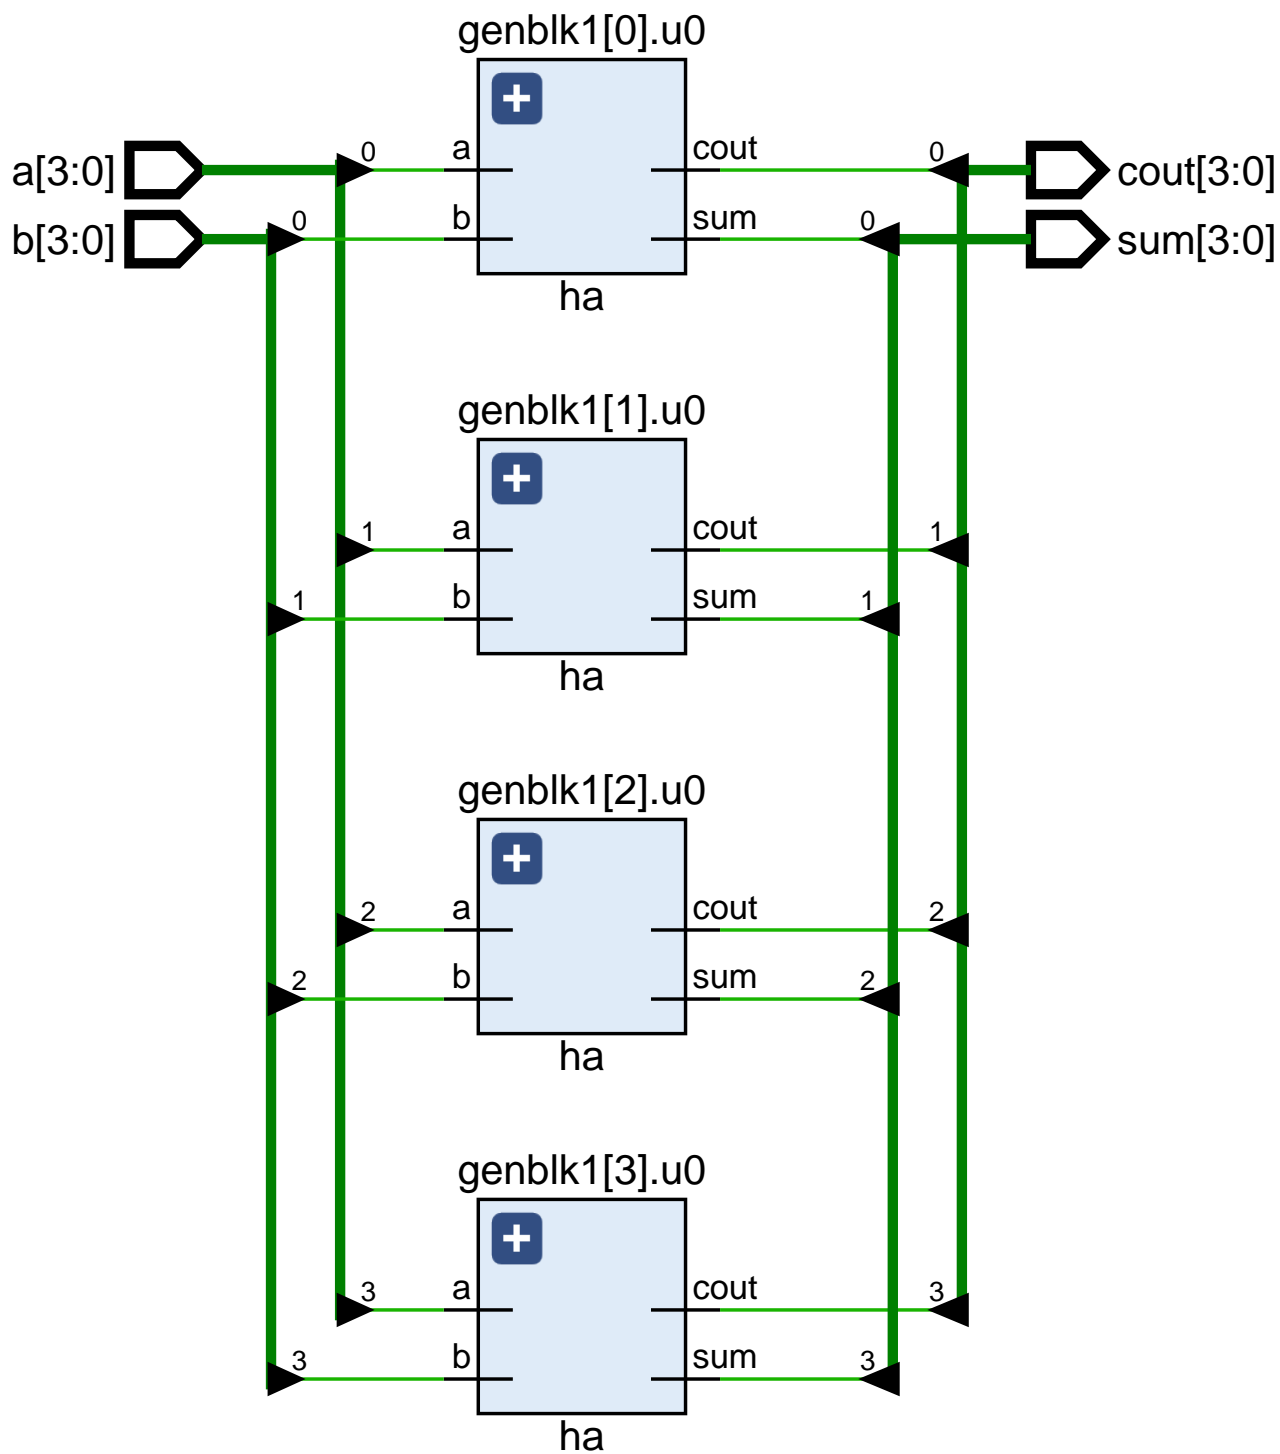 genblk1[0].u0
a[3:0] 0 a cout 0 cout[3:0]
b[3:0] 0 b sum 0 sum[3:0]
ha
genblk1[1].u0
1 a cout 1
1 b sum 1
ha
genblk1[2].u0
2 a cout 2
2 b sum 2
ha
genblk1[3].u0
3 a cout 3
3 b sum 3
ha